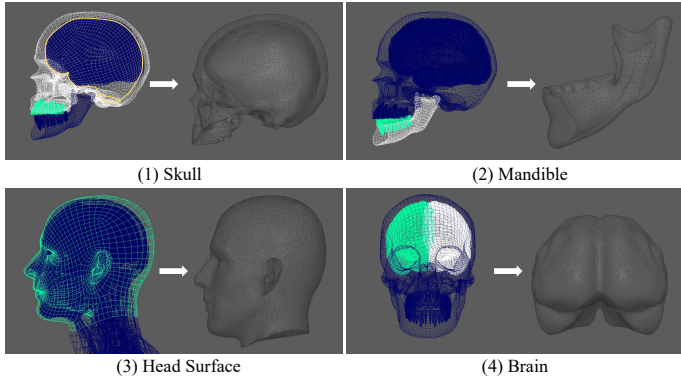 (1) Skull
(2) Mandible
(3) Head Surface
(4) Brain